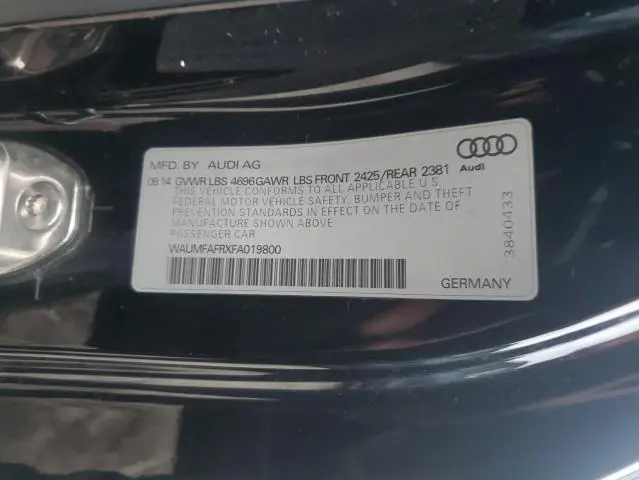 MFD. BY AUDI AG
09 14 GVWR LBS 4696GAWR LBS FRONT 2425/REAR 2381
THIS VEHICLE CONFORMS TO ALL APPLICABLE U S
FEDERAL MOTOR VEHICLE SAFETY, BUMPER AND THEFT
PREVENTION STANDARDS IN EFFECT ON THE DATE OF
MANUFACTURE SHOWN ABOVE
PASSENGER CAR
WAUMFAFRXFA019800
Audi
3840433
GERMANY